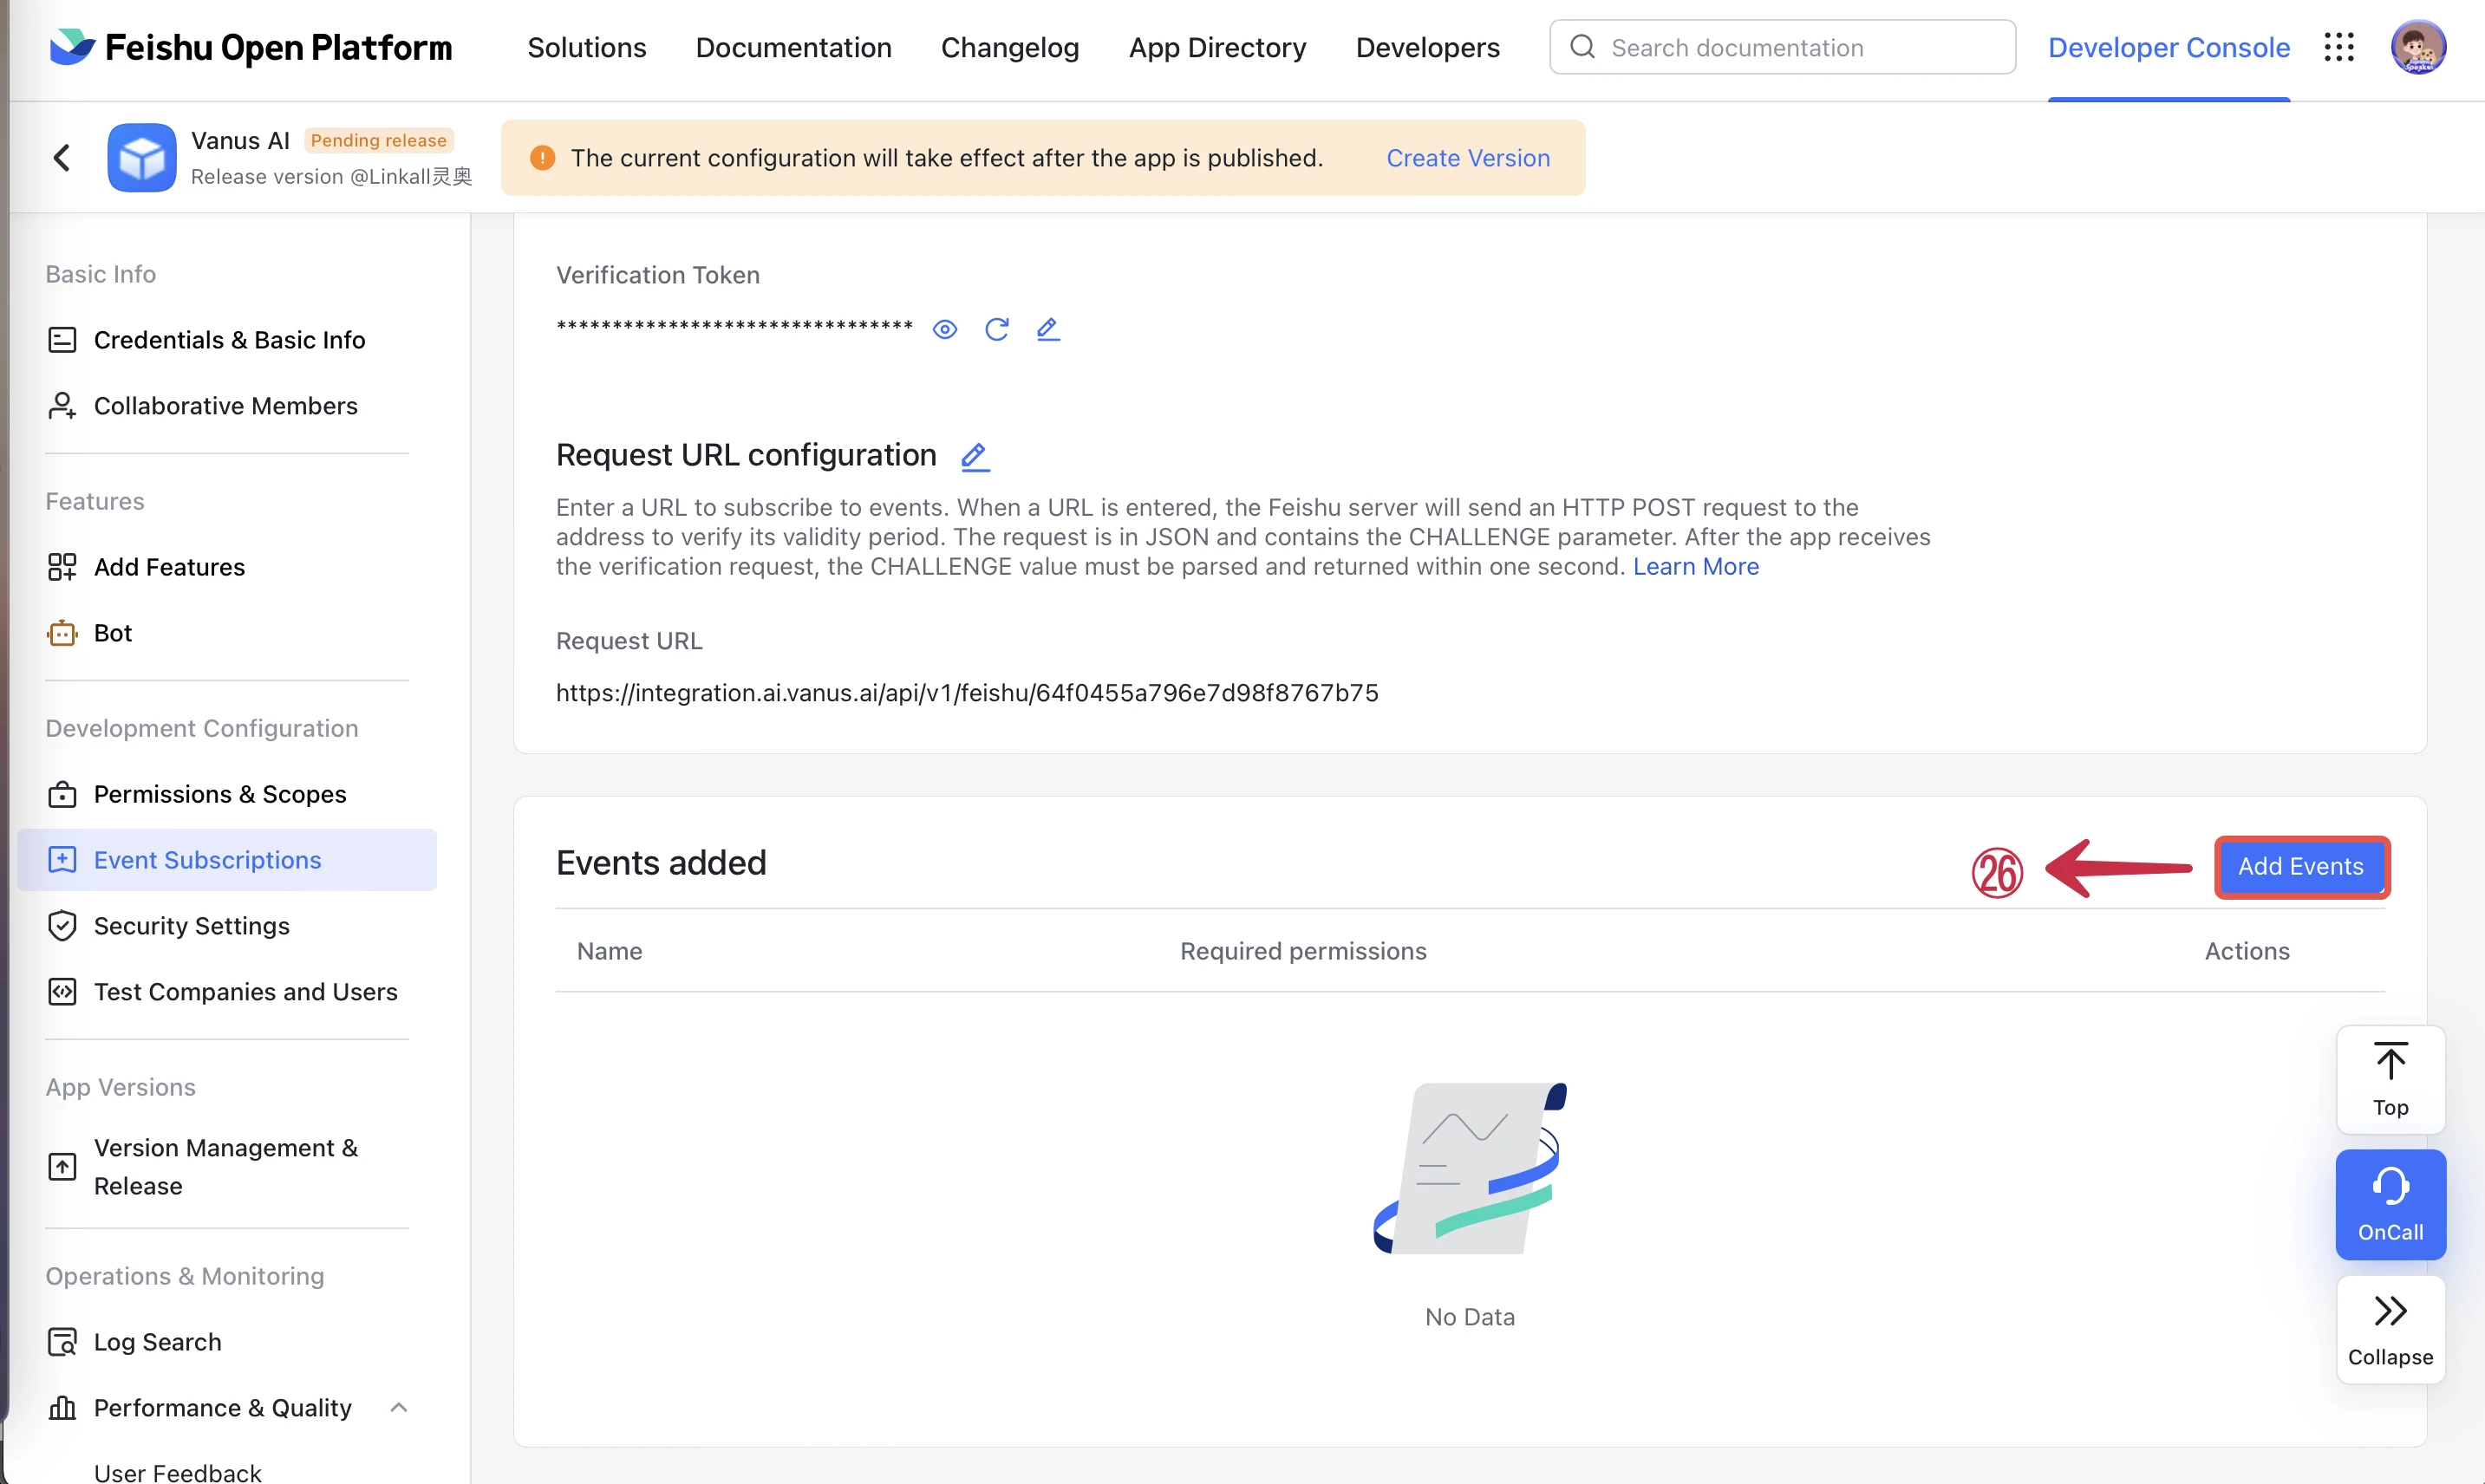 Feishu Open Platform
Solutions
Documentation
Changelog
App Directory
Developers
Search documentation
Developer Console
Vanus AI
Pending release
Release version @Linkall灵奥
The current configuration will take effect after the app is published.
Create Version
Basic Info
Credentials & Basic Info
Collaborative Members
Features
Add Features
Bot
Development Configuration
Permissions & Scopes
Event Subscriptions
Security Settings
Test Companies and Users
App Versions
Version Management &
Release
Operations & Monitoring
Log Search
Performance & Quality
User Feedback
Verification Token
********************************
Request URL configuration
Enter a URL to subscribe to events. When a URL is entered, the Feishu server will send an HTTP POST request to the
address to verify its validity period. The request is in JSON and contains the CHALLENGE parameter. After the app receives
the verification request, the CHALLENGE value must be parsed and returned within one second. Learn More
Request URL
https://integration.ai.vanus.ai/api/v1/feishu/64f0455a796e7d98f8767b75
Events added
㉖
Add Events
Name
Required permissions
Actions
No Data
Top
OnCall
Collapse